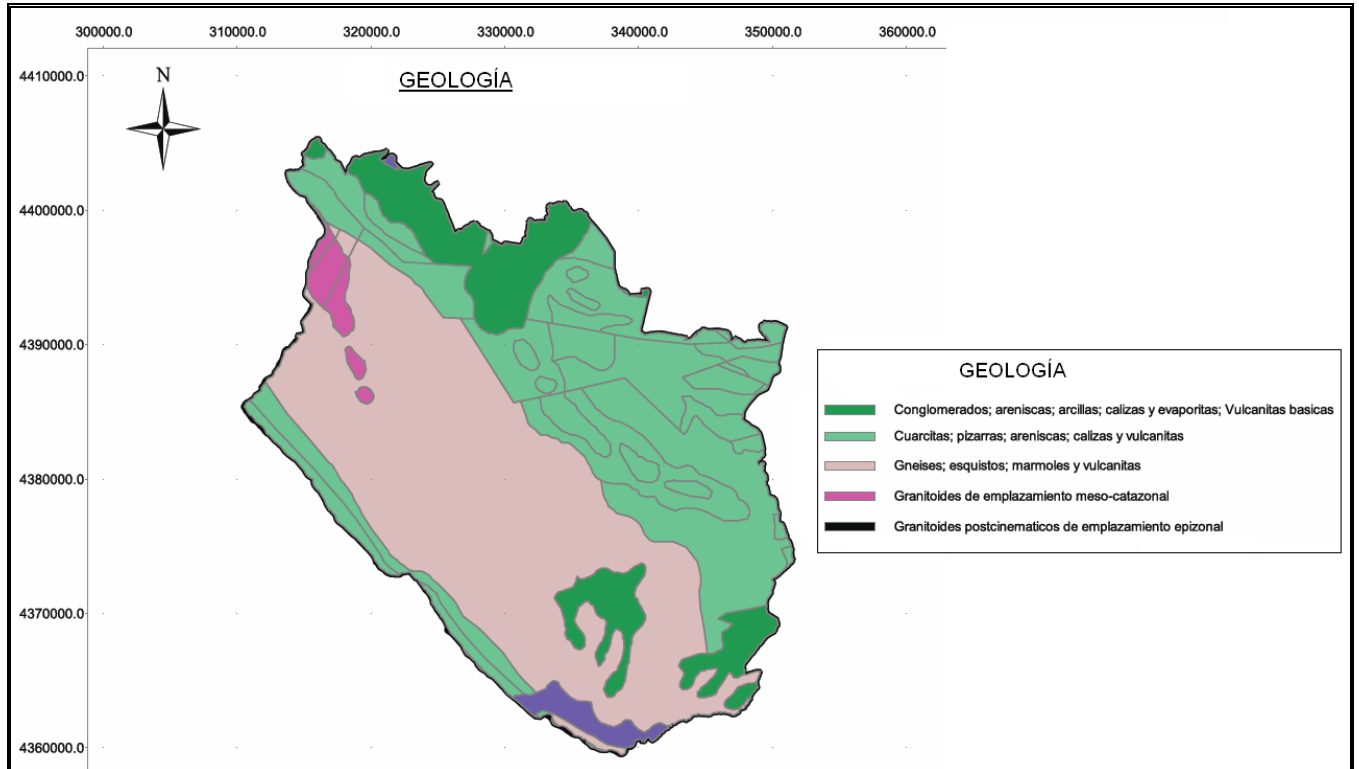 300000.0 310000.0 320000.0 330000.0 340000.0 350000.0 360000.0
4410000.0
N
GEOLOGÍA
4400000.0
4390000.0
4380000.0
4370000.0
4360000.0
GEOLOGÍA
Conglomerados; areniscas; arcillas; calizas y evaporitas; Vulcanitas basicas
Cuarcitas; pizarras; areniscas; calizas y vulcanitas
Gneises; esquistos; marmoles y vulcanitas
Granitoides de emplazamiento meso-catazonal
Granitoides postcinematicos de emplazamiento epizonal